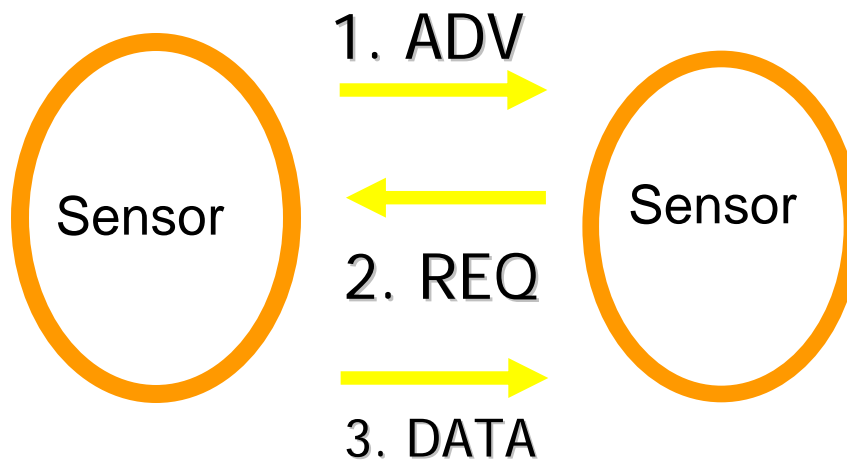 1. ADV
Sensor
Sensor
2. REQ
3. DATA